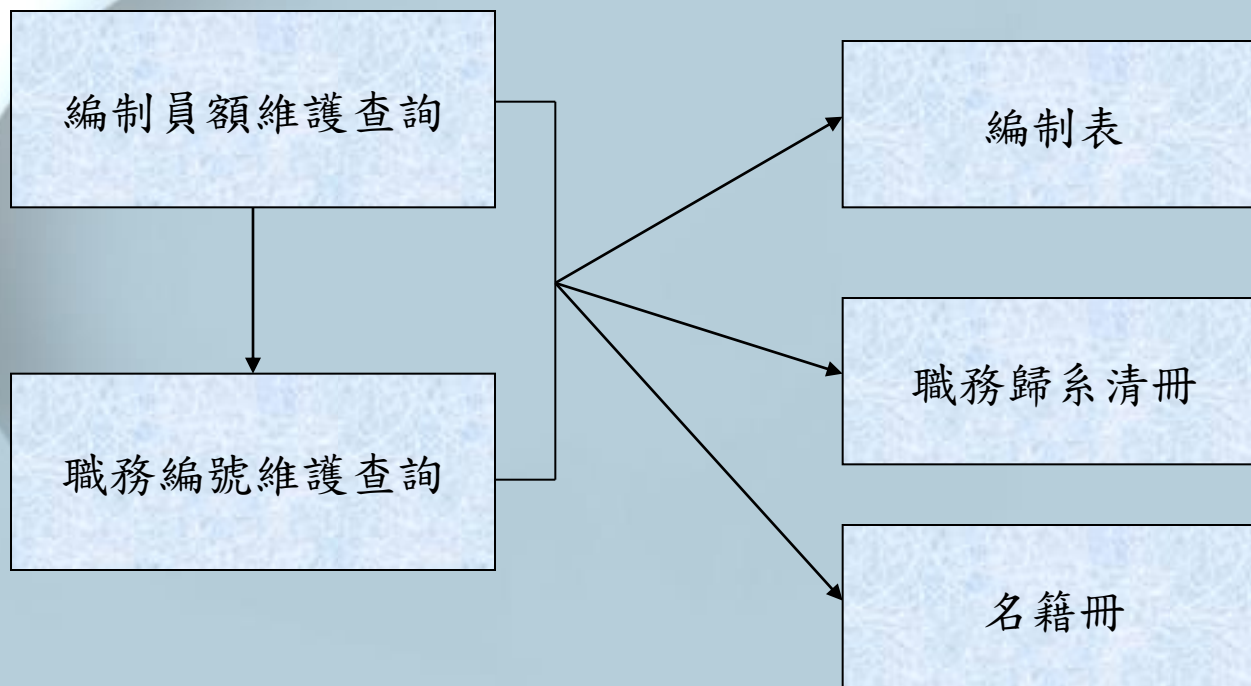 編制員額維護查詢
職務編號維護查詢
編制表
職務歸系清冊
名籍冊